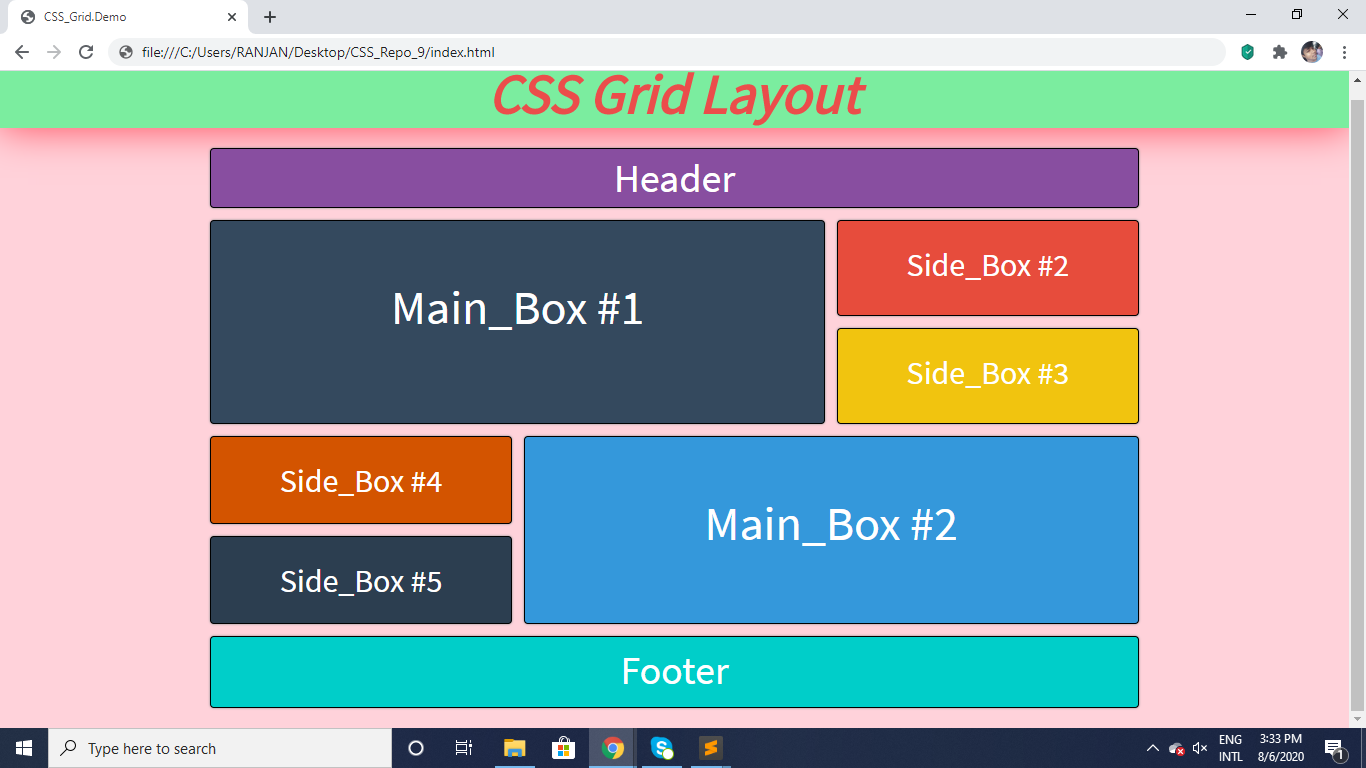 CSS_Grid.Demo
file:///C:/Users/RANJAN/Desktop/CSS_Repo_9/index.html
CSS Grid Layout
Header
Main_Box #1
Side_Box #2
Side_Box #3
Side_Box #4
Main_Box #2
Side_Box #5
Footer
Type here to search
ENG
INTL
3:33 PM
8/6/2020
1